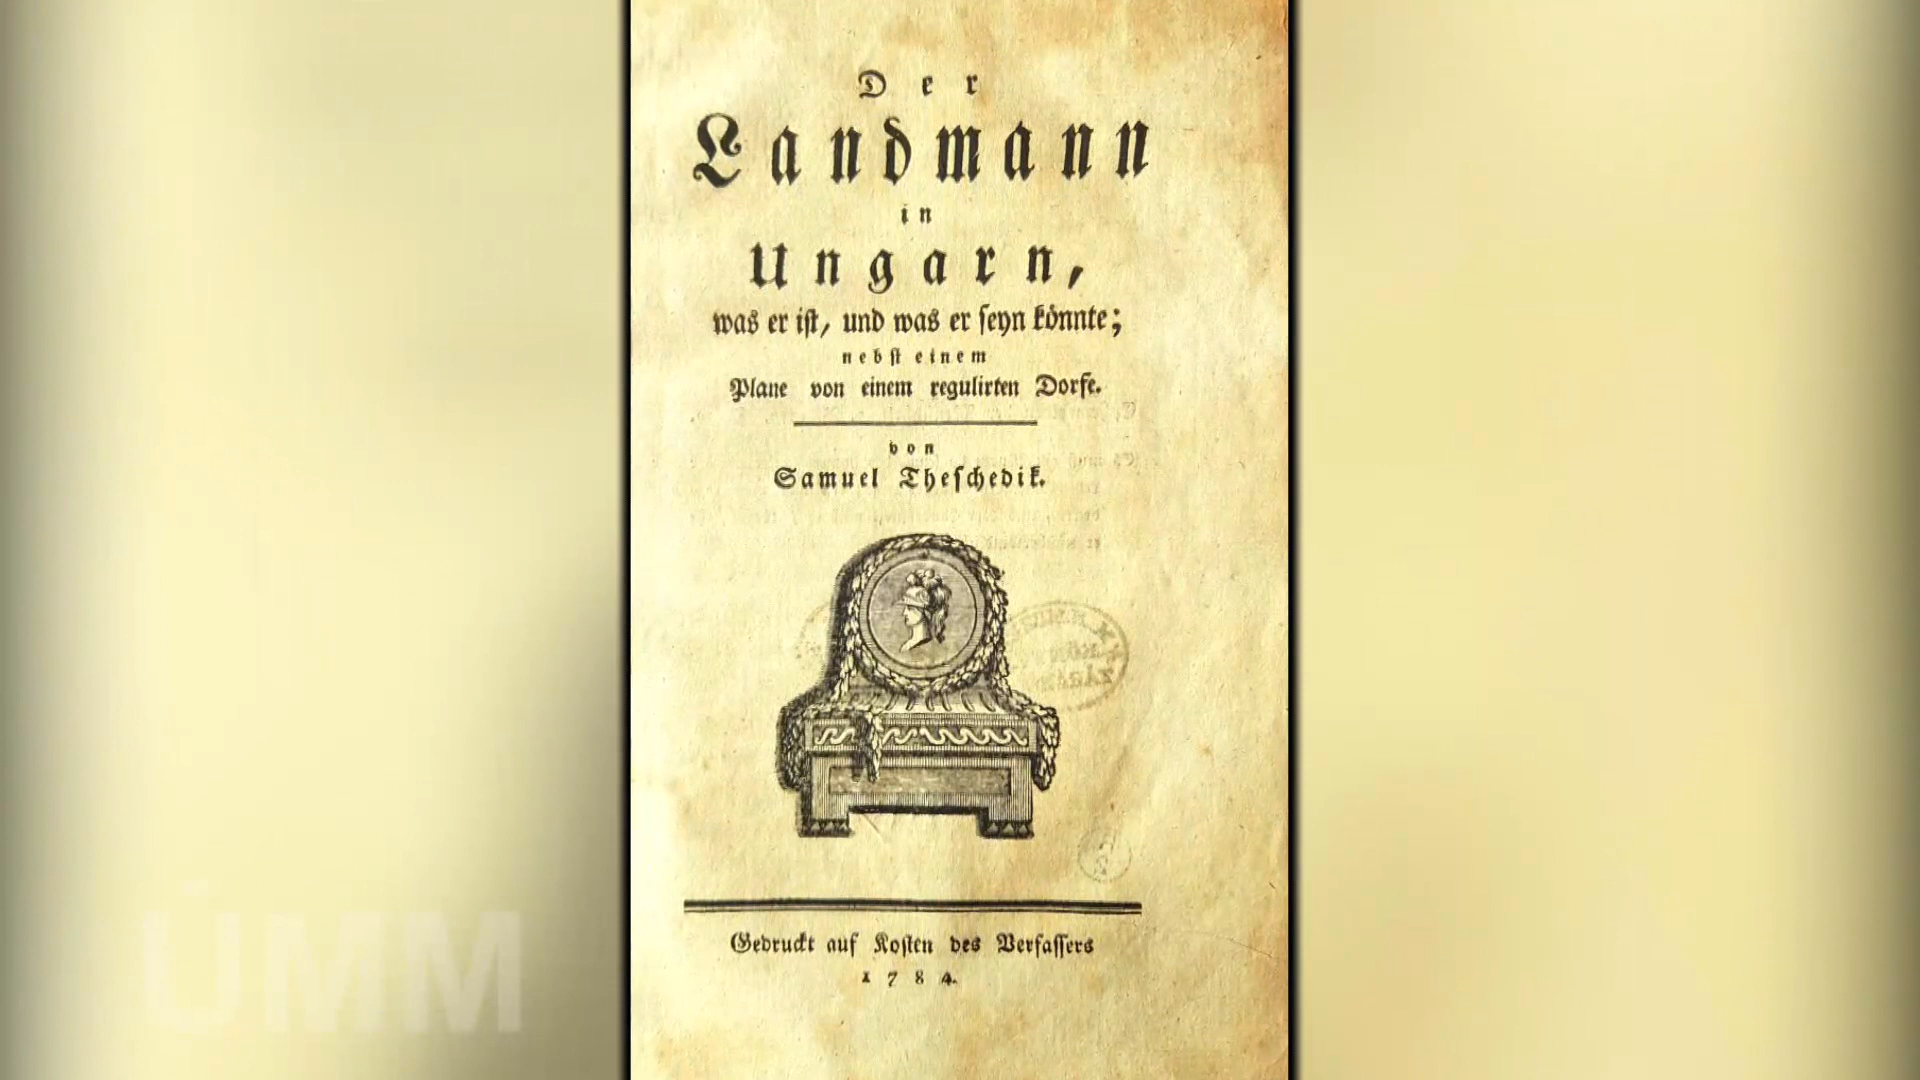 Der
Landmann
in
Ungarn,
was er ist, und was er seyn könnte;
nebst einem
Plane von einem regulirten Dorfe.
von
Samuel Theschedik.
Gedruckt auf Kosten des Verfassers
1784.
UMM